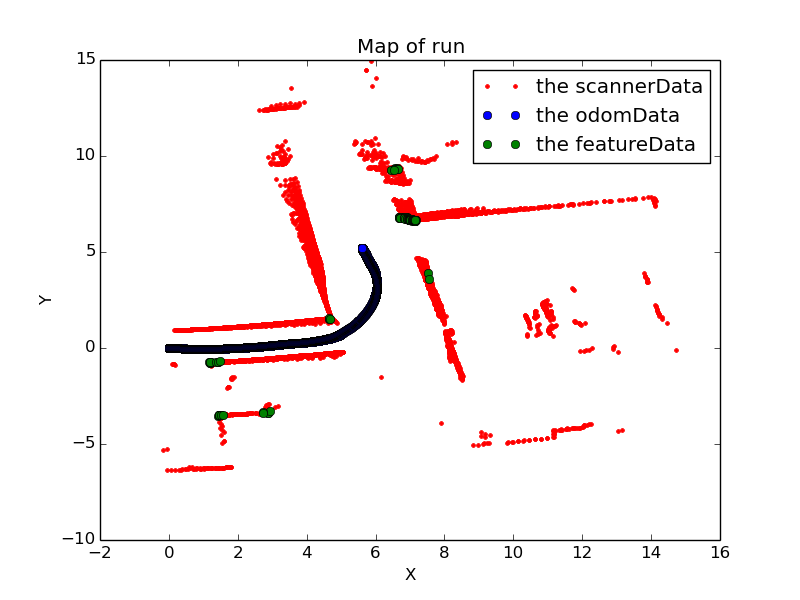 Map of run
the scannerData
the odomData
the featureData
15
10
5
0
−5
−10
Y
−2 0 2 4 6 8 10 12 14 16
X